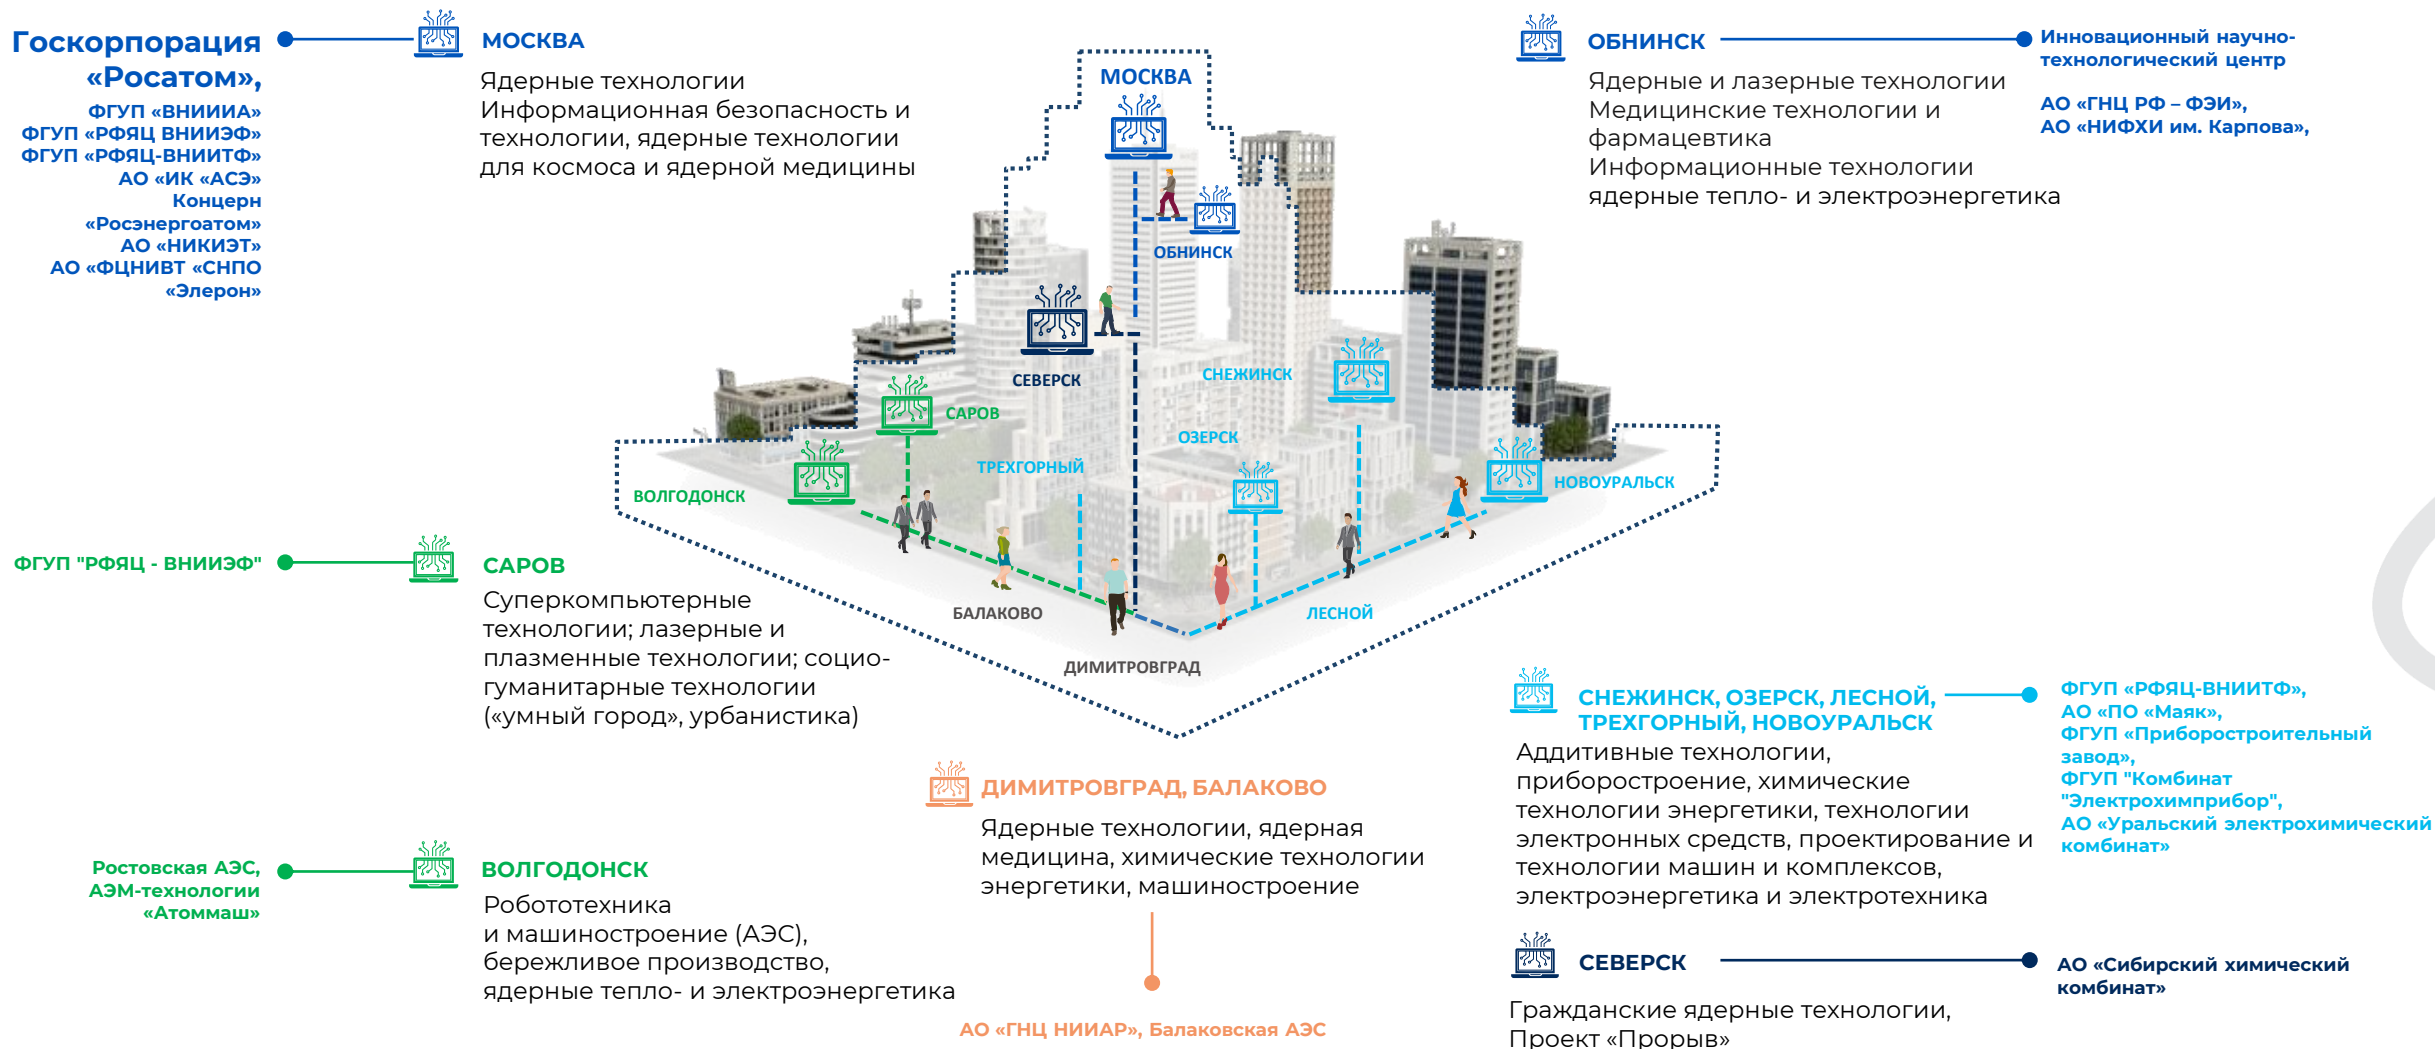 Госкорпорация
«Росатом»,
ФГУП «ВНИИИА»
ФГУП «РФЯЦ ВНИИЭФ»
ФГУП «РФЯЦ-ВНИИТФ»
АО «ИК «АСЭ»
Концерн
«Росэнергоатом»
АО «НИКИЭТ»
АО «ФЦНИВТ «СНПО
«Элерон»
МОСКВА
Ядерные технологии
Информационная безопасность и
технологии, ядерные технологии
для космоса и ядерной медицины
ОБНИНСК
Ядерные и лазерные технологии
Медицинские технологии и
фармацевтика
Информационные технологии
ядерные тепло- и электроэнергетика
Инновационный научно-
технологический центр
АО «ГНЦ РФ – ФЭИ»,
АО «НИФХИ им. Карпова»,
МОСКВА
ОБНИНСК
СЕВЕРСК
СНЕЖИНСК
САРОВ
ОЗЕРСК
ТРЕХГОРНЫЙ
ВОЛГОДОНСК
НОВОУРАЛЬСК
БАЛАКОВО
ЛЕСНОЙ
ДИМИТРОВГРАД
ФГУП "РФЯЦ - ВНИИЭФ"
САРОВ
Суперкомпьютерные
технологии; лазерные и
плазменные технологии; социо-
гуманитарные технологии
(«умный город», урбанистика)
Ростовская АЭС,
АЭМ-технологии
«Атоммаш»
ВОЛГОДОНСК
Робототехника
и машиностроение (АЭС),
бережливое производство,
ядерные тепло- и электроэнергетика
ДИМИТРОВГРАД, БАЛАКОВО
Ядерные технологии, ядерная
медицина, химические технологии
энергетики, машиностроение
АО «ГНЦ НИИАР», Балаковская АЭС
СНЕЖИНСК, ОЗЕРСК, ЛЕСНОЙ,
ТРЕХГОРНЫЙ, НОВОУРАЛЬСК
Аддитивные технологии,
приборостроение, химические
технологии энергетики, технологии
электронных средств, проектирование и
технологии машин и комплексов,
электроэнергетика и электротехника
ФГУП «РФЯЦ-ВНИИТФ»,
АО «ПО «Маяк»,
ФГУП «Приборостроительный
завод»,
ФГУП "Комбинат
"Электрохимприбор",
АО «Уральский электрохимический
комбинат»
СЕВЕРСК
Гражданские ядерные технологии,
Проект «Прорыв»
АО «Сибирский химический
комбинат»